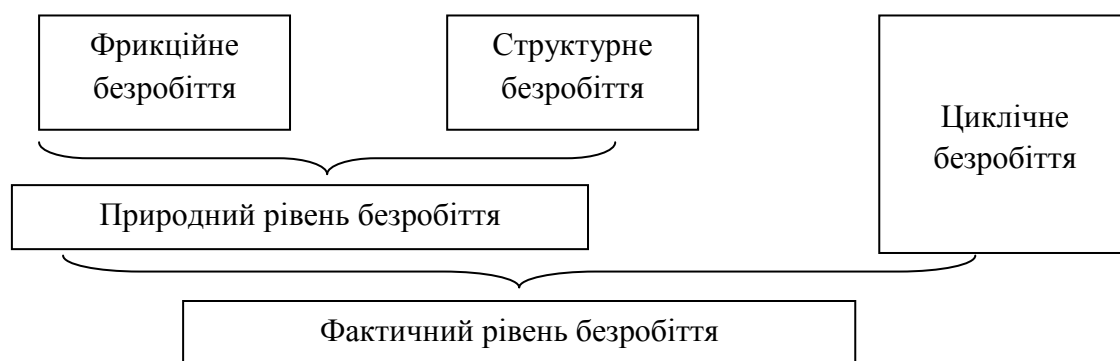 Фрикційне
безробіття
Структурне
безробіття
Циклічне
безробіття
Природний рівень безробіття
Фактичний рівень безробіття